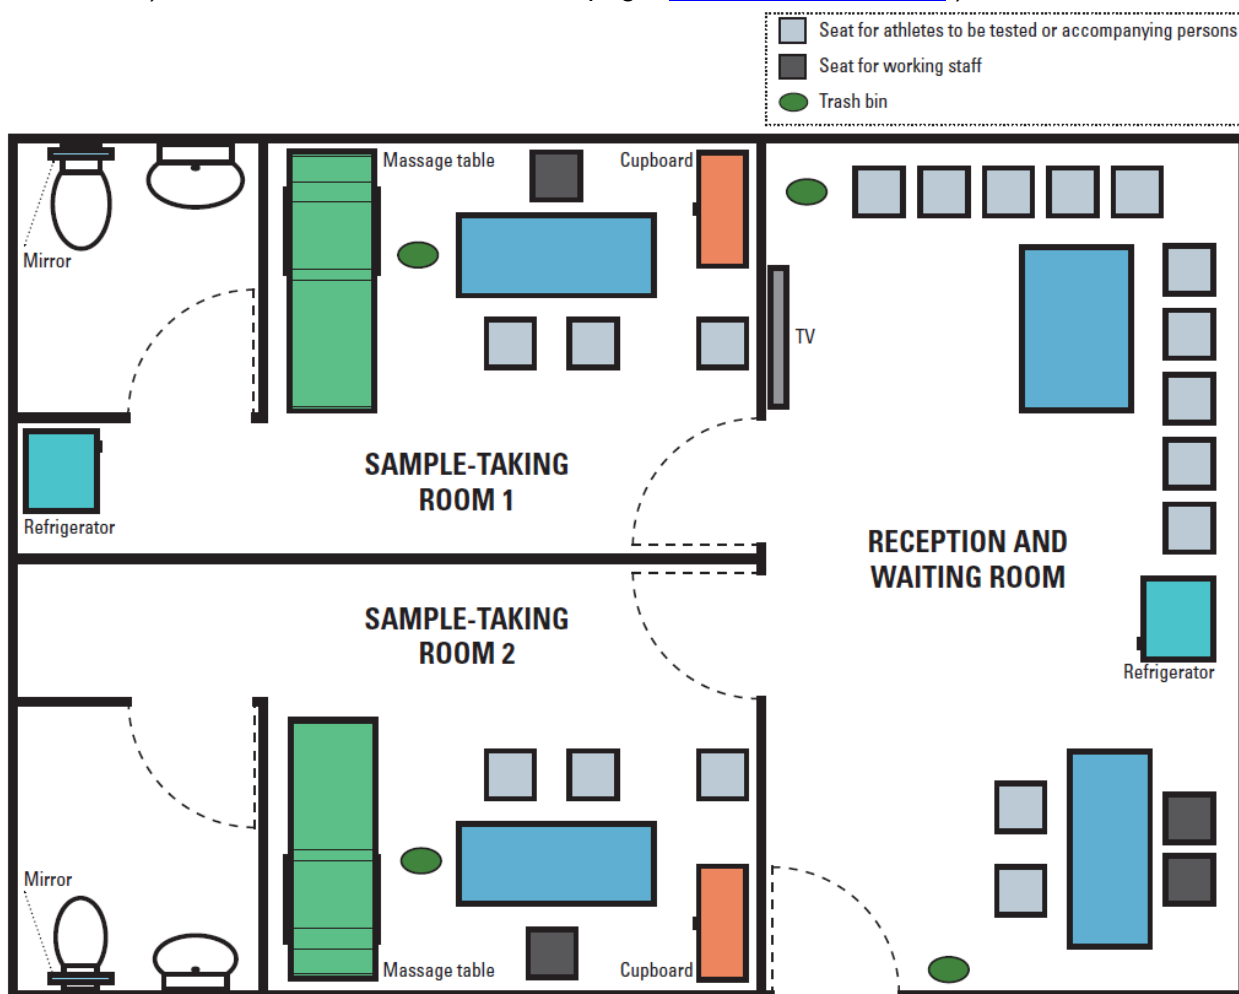 Seat for athletes to be tested or accompanying persons
Seat for working staff
Trash bin
Massage table
Cupboard
Mirror
TV
SAMPLE-TAKING
ROOM 1
Refrigerator
RECEPTION AND
WAITING ROOM
SAMPLE-TAKING
ROOM 2
Refrigerator
Mirror
Massage table
Cupboard